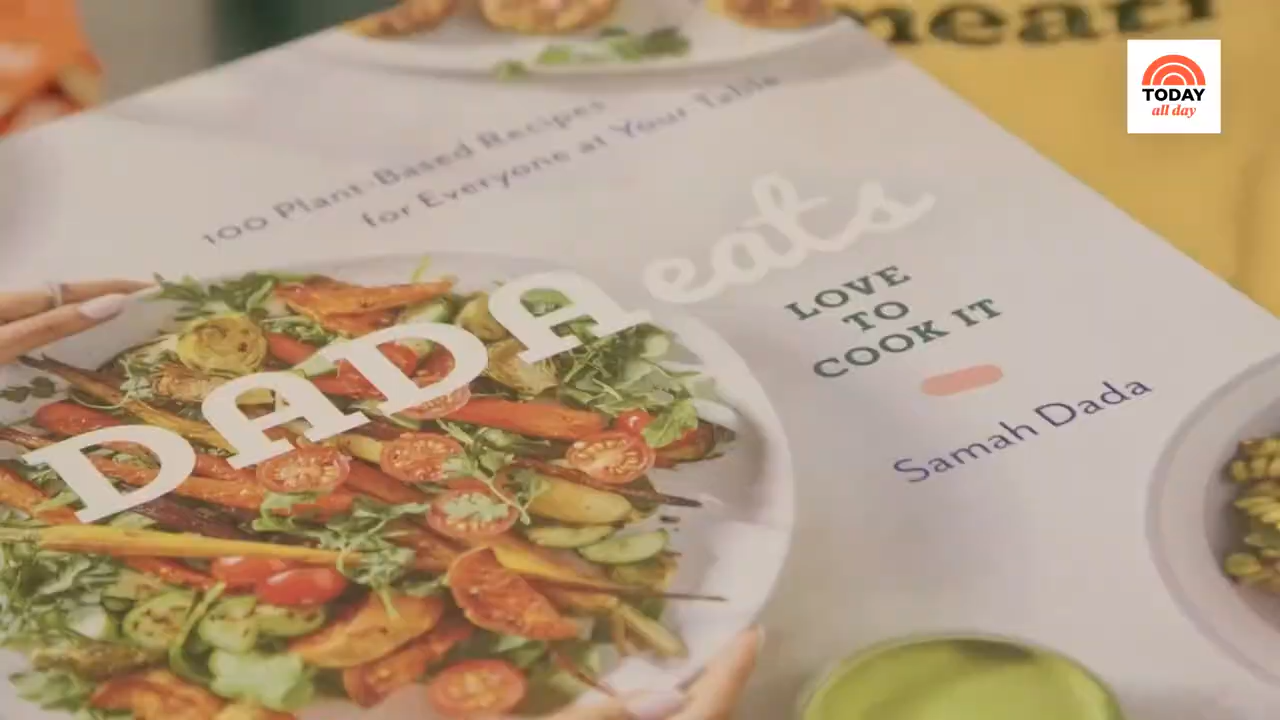 TODAY
all day
100 Plant-Based Recipes
for Everyone at Your Table
DADA eats
LOVE
TO
COOK IT
Samah Dada